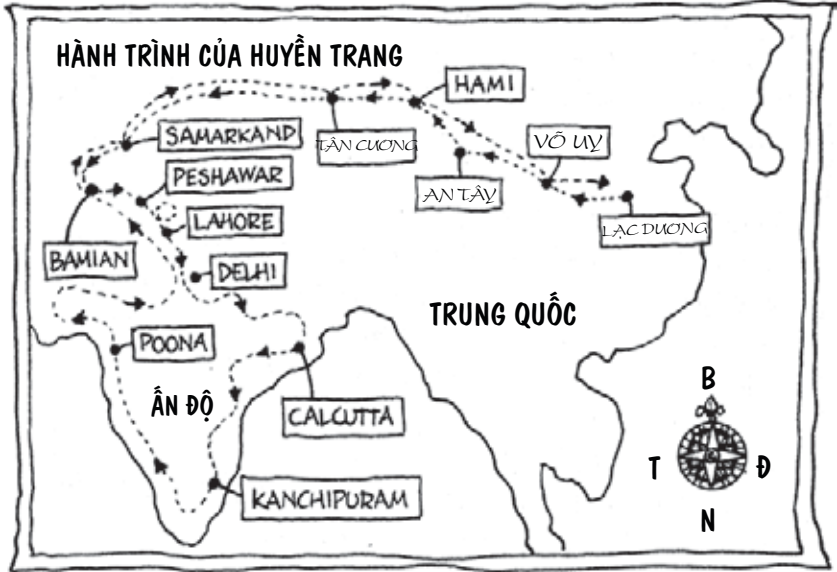 HÀNH TRÌNH CỦA HUYỀN TRANG
HAMI
SAMARKAND
TÂN CƯƠNG
VÕ UY
PESHAWAR
AN TÂY
LAHORE
LẠC DƯƠNG
BAMIAN
DELHI
TRUNG QUỐC
POONA
B
ẤN ĐỘ
CALCUTTA
T
Đ
KANCHIPURAM
N